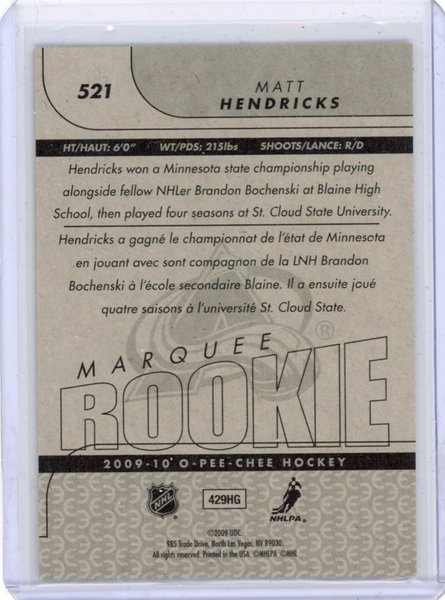 521
MATT
HENDRICKS
HT/HAUT: 6'0" WT/PDS: 215lbs SHOOTS/LANCE: R/D
Hendricks won a Minnesota state championship playing
alongside fellow NHLer Brandon Bochenski at Blaine High
School, then played four seasons at St. Cloud State University.
Hendricks a gagné le championnat de l'état de Minnesota
en jouant avec sont compagnon de la LNH Brandon
Bochenski à l'école secondaire Blaine. Il a ensuite joué
quatre saisons à l'université St. Cloud State.
®
MARQUEE
ROOKIE
2009-10 O-PEE-CHEE HOCKEY
NHL
429HG
NHLPA
©2009 UDC.
985 Trade Drive, North Las Vegas, NV 89030.
All rights reserved. Printed in the USA. ©NHLPA ©NHL